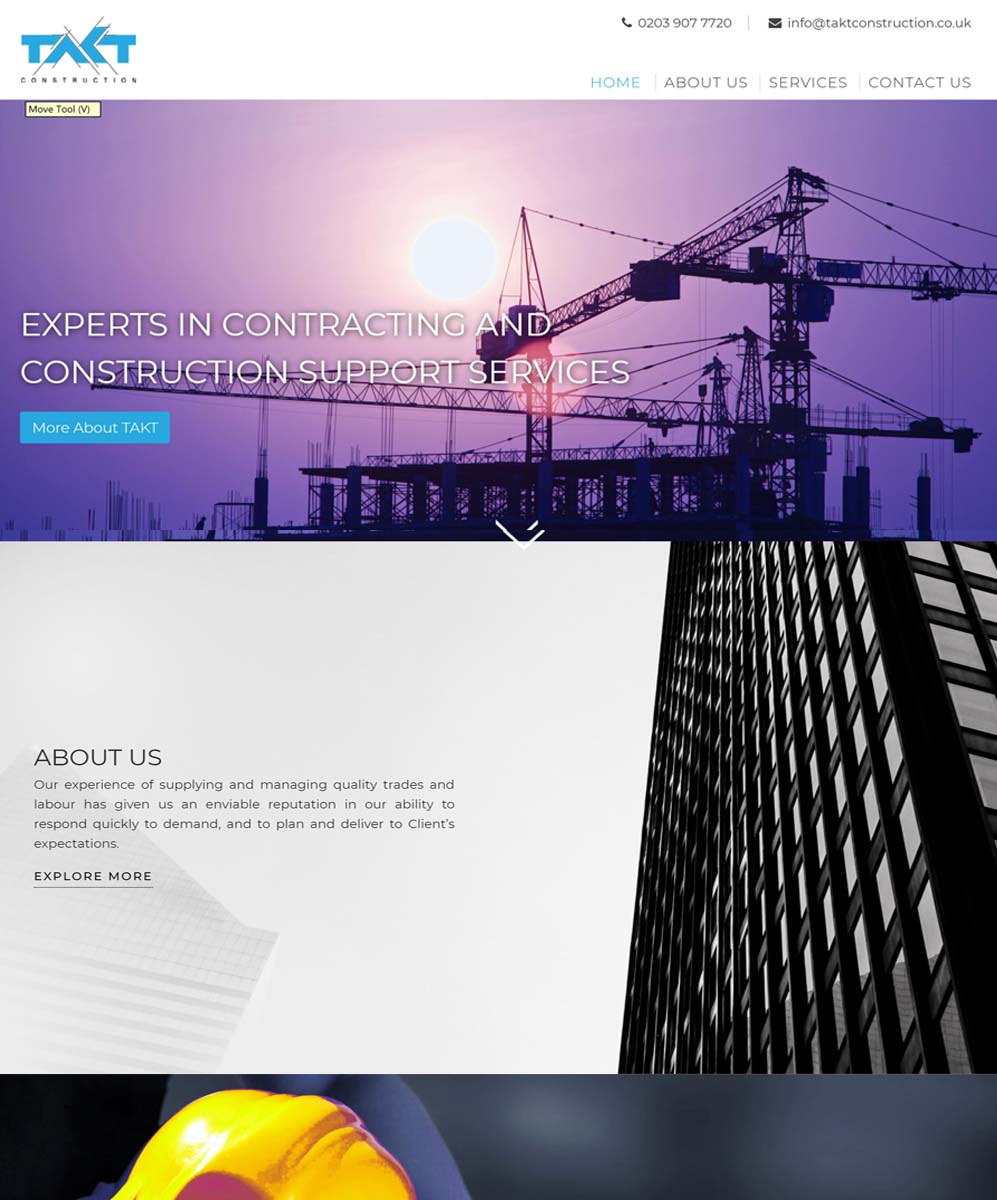 TAKT
CONSTRUCTION
0203 907 7720
info@taktconstruction.co.uk
HOME
ABOUT US
SERVICES
CONTACT US
Move Tool (V)
EXPERTS IN CONTRACTING AND
CONSTRUCTION SUPPORT SERVICES
More About TAKT
ABOUT US
Our experience of supplying and managing quality trades and
labour has given us an enviable reputation in our ability to
respond quickly to demand, and to plan and deliver to Client’s
expectations.
EXPLORE MORE